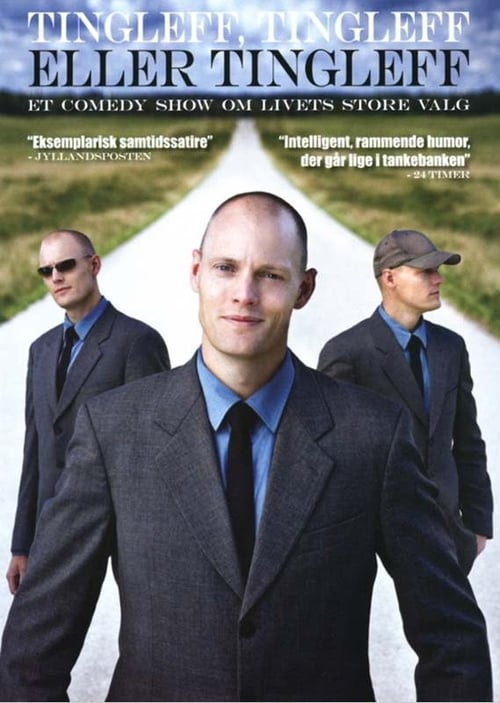 TINGLEFF, TINGLEFF
ELLER TINGLEFF
ET COMEDY SHOW OM LIVETS STORE VALG
“Eksemplarisk samtidssatire”
- JYLLANDSPOSTEN
“Intelligent, rammende humor,
der går lige i tankebanken”
- 24 TIMER